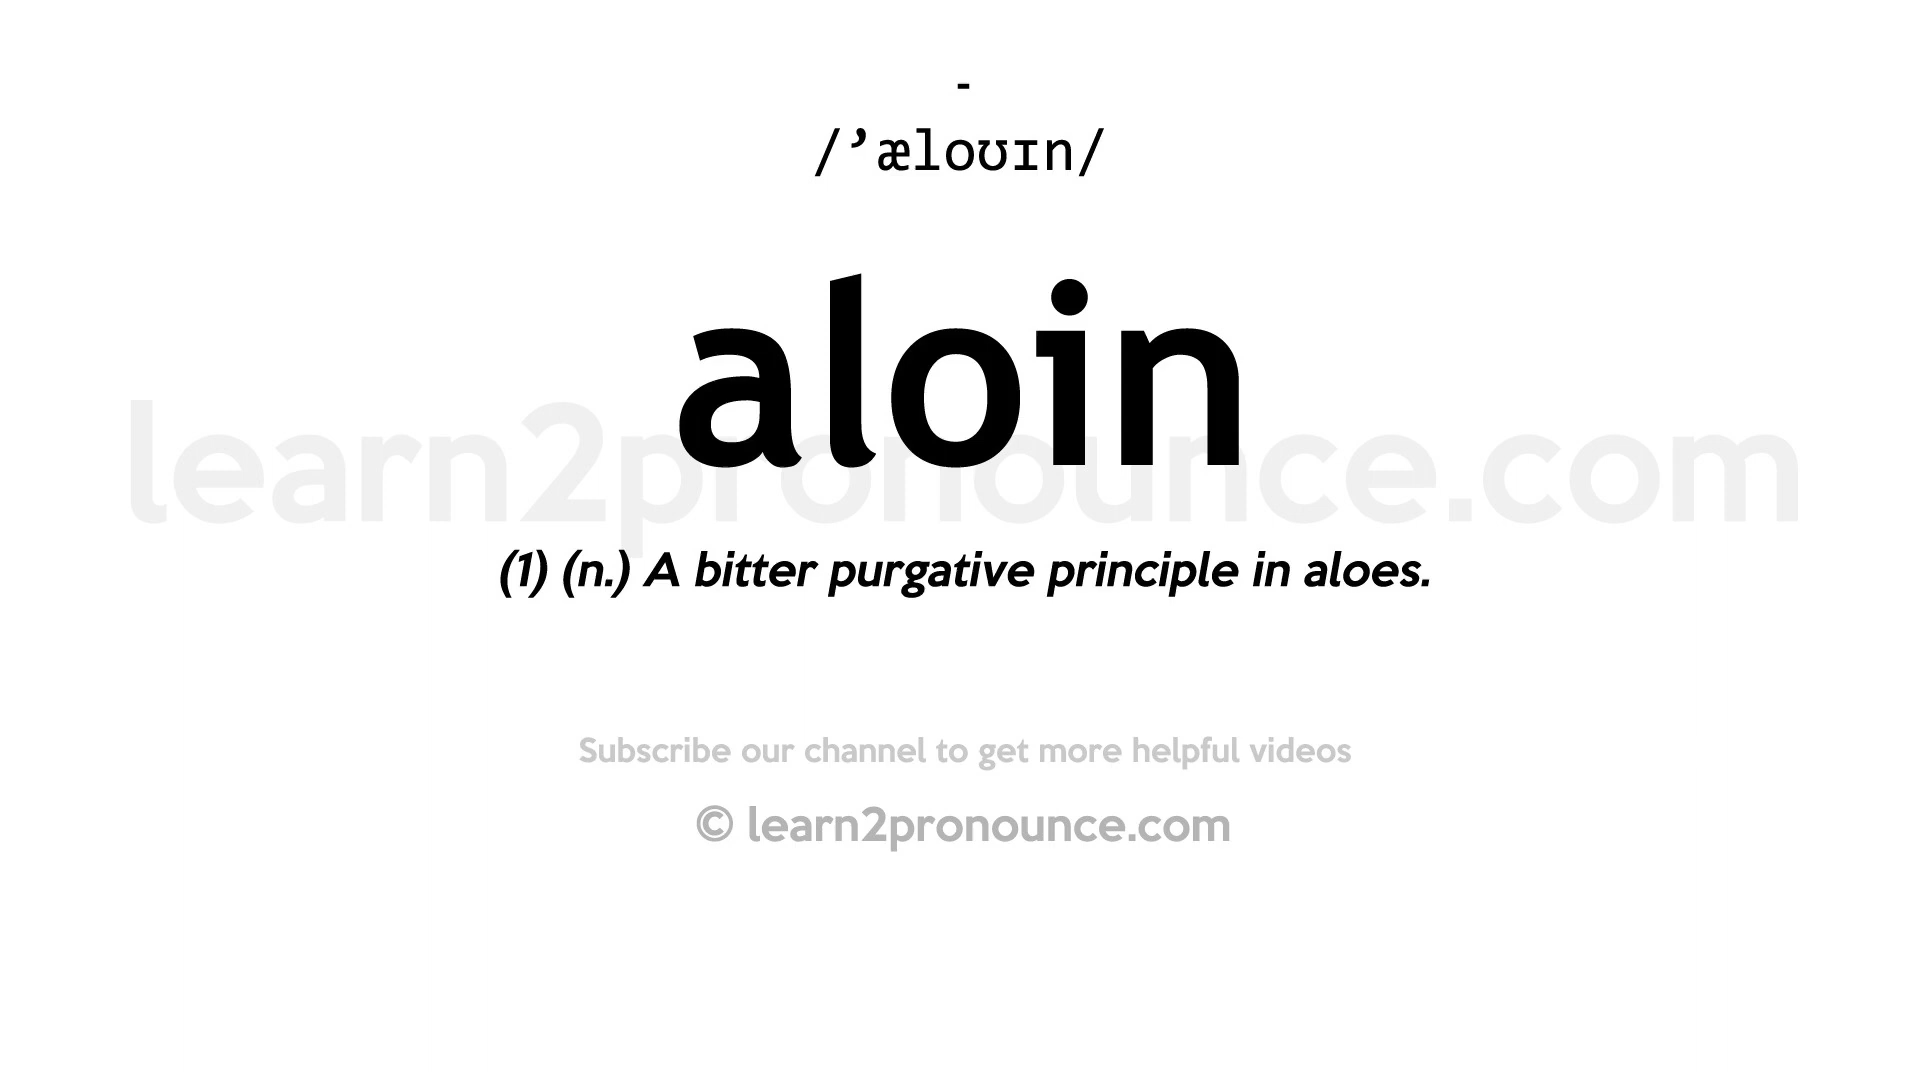 -
/’æloʊɪn/
aloin
learn2pronounce.com
(1) (n.) A bitter purgative principle in aloes.
Subscribe our channel to get more helpful videos
© learn2pronounce.com